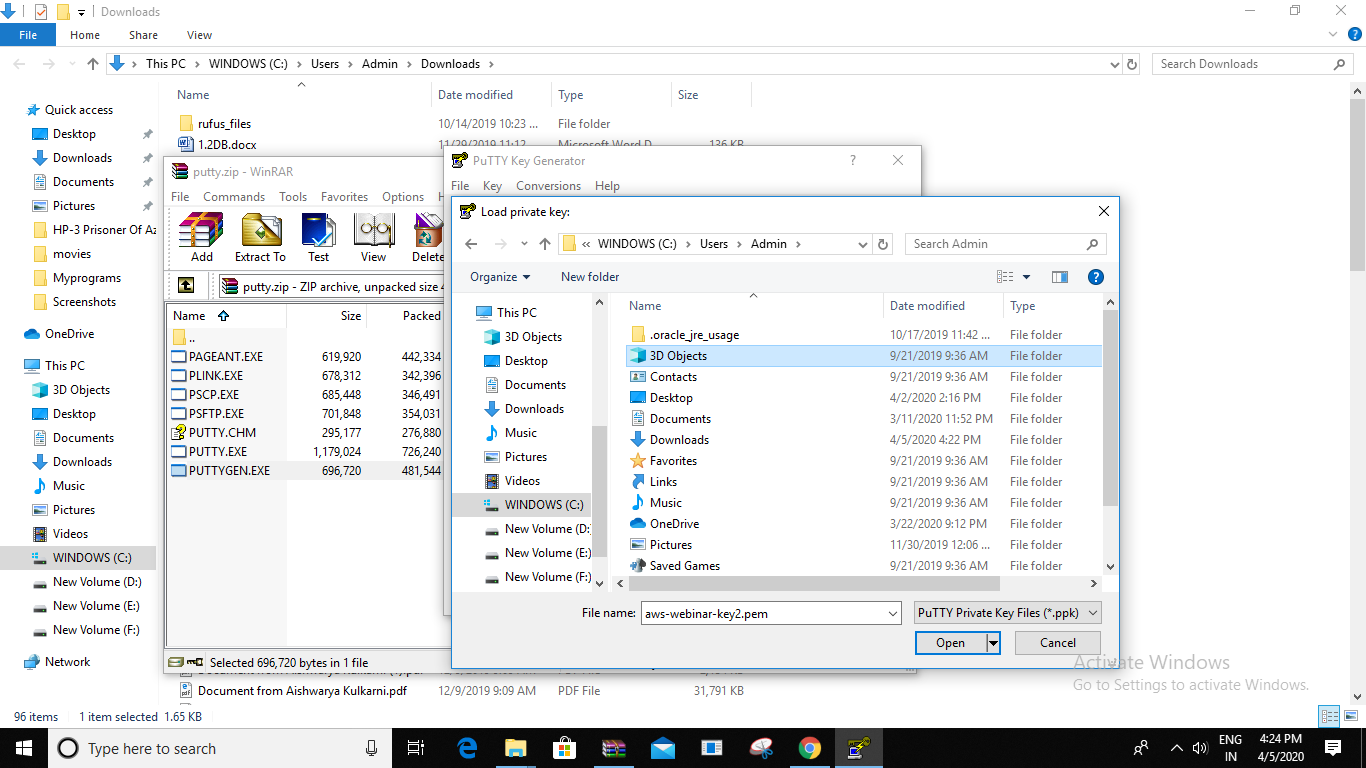 Downloads
File Home Share View
This PC > WINDOWS (C:) > Users > Admin > Downloads >
Search Downloads
Name Date modified Type Size
rufus_files 10/14/2019 10:23 ... File folder
1.2DB.docx 11/29/2019 11:12 Microsoft Word D 136 KB
Quick access
Desktop
Downloads
Documents
Pictures
HP-3 Prisoner Of Az
movies
Myprograms
Screenshots
OneDrive
This PC
3D Objects
Desktop
Documents
Downloads
Music
Pictures
Videos
WINDOWS (C:)
New Volume (D:)
New Volume (E:)
New Volume (F:)
Network
putty.zip - WinRAR
File Commands Tools Favorites Options H
Add Extract To Test View Delete
putty.zip - ZIP archive, unpacked size 4
Name Size Packed
..
PAGEANT.EXE 619,920 442,334
PLINK.EXE 678,312 342,396
PSCP.EXE 685,448 346,491
PSFTP.EXE 701,848 354,031
PUTTY.CHM 295,177 276,880
PUTTY.EXE 1,179,024 726,240
PUTTYGEN.EXE 696,720 481,544
Selected 696,720 bytes in 1 file
PuTTY Key Generator
?
File Key Conversions Help
Load private key:
« WINDOWS (C:) > Users > Admin >
Search Admin
Organize New folder
This PC
3D Objects
Desktop
Documents
Downloads
Music
Pictures
Videos
WINDOWS (C:)
New Volume (D:
New Volume (E:)
New Volume (F:)
Name Date modified Type
.oracle_jre_usage 10/17/2019 11:42 ... File folder
3D Objects 9/21/2019 9:36 AM File folder
Contacts 9/21/2019 9:36 AM File folder
Desktop 4/2/2020 2:16 PM File folder
Documents 3/11/2020 11:52 PM File folder
Downloads 4/5/2020 4:22 PM File folder
Favorites 9/21/2019 9:36 AM File folder
Links 9/21/2019 9:36 AM File folder
Music 9/21/2019 9:36 AM File folder
OneDrive 3/22/2020 9:12 PM File folder
Pictures 11/30/2019 12:06 ... File folder
Saved Games 9/21/2019 9:36 AM File folder
File name: aws-webinar-key2.pem PuTTY Private Key Files (*.ppk)
Open Cancel
Document from Aishwarya Kulkarni.pdf 12/9/2019 9:09 AM PDF File 31,791 KB
Activate Windows
Go to Settings to activate Windows.
96 items 1 item selected 1.65 KB
Type here to search
ENG
IN
4:24 PM
4/5/2020